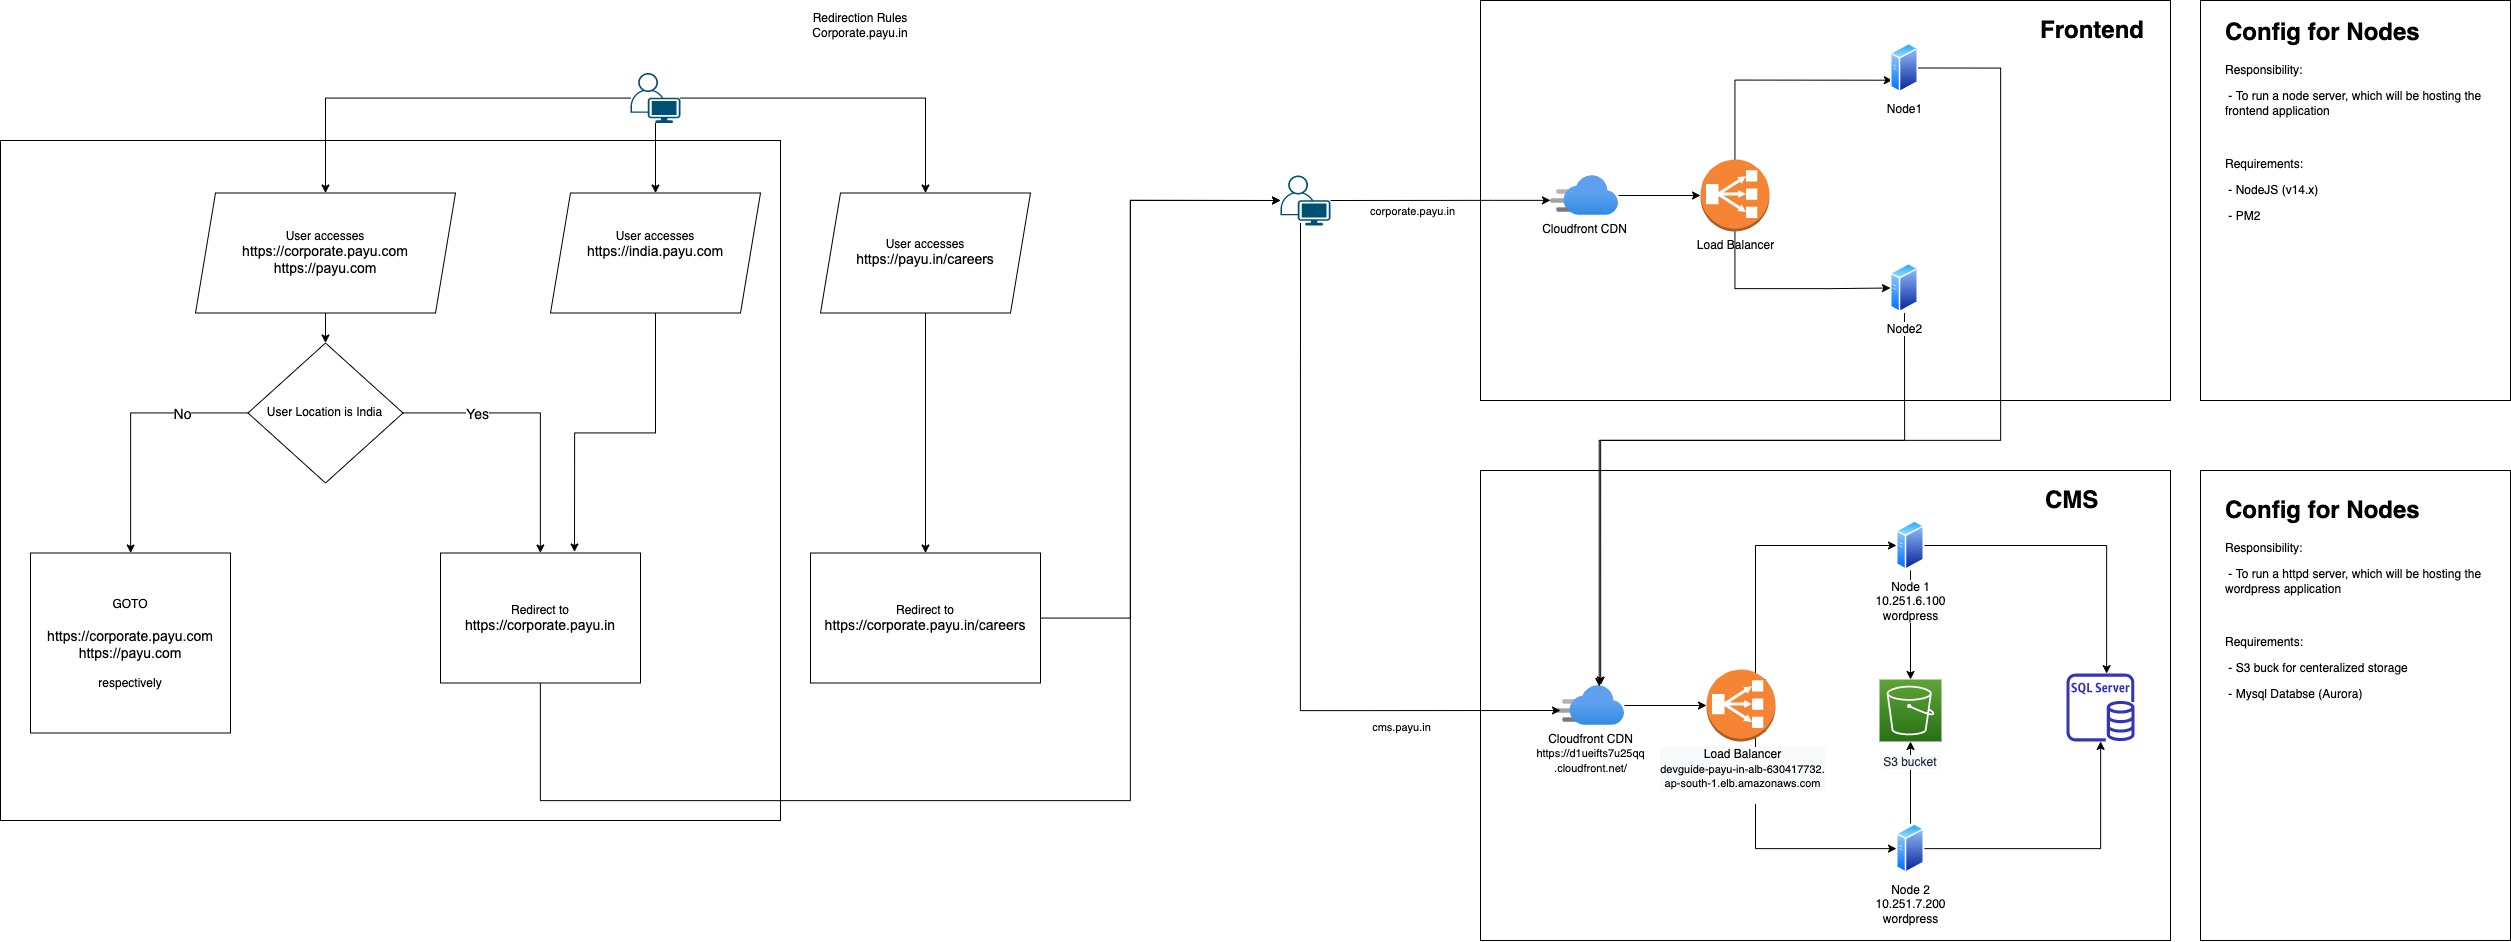 Redirection Rules
Corporate.payu.in
User accesses
https://corporate.payu.com
https://payu.com
User accesses
https://india.payu.com
User accesses
https://payu.in/careers
No
User Location is India
Yes
GOTO
https://corporate.payu.com
https://payu.com
respectively
Redirect to
https://corporate.payu.in
Redirect to
https://corporate.payu.in/careers
corporate.payu.in
cms.payu.in
Frontend
Node1
Cloudfront CDN
Load Balancer
Node2
Config for Nodes
Responsibility:
- To run a node server, which will be hosting the
frontend application
Requirements:
- NodeJS (v14.x)
- PM2
CMS
Node 1
10.251.6.100
wordpress
SQL Server
Cloudfront CDN
https://d1ueifts7u25qq
.cloudfront.net/
Load Balancer
devguide-payu-in-alb-630417732.
ap-south-1.elb.amazonaws.com
S3 bucket
Node 2
10.251.7.200
wordpress
Config for Nodes
Responsibility:
- To run a httpd server, which will be hosting the
wordpress application
Requirements:
- S3 buck for centeralized storage
- Mysql Databse (Aurora)